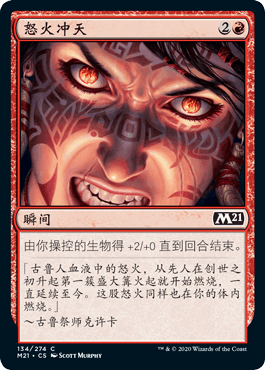 怒火冲天 2
瞬间 M21
由你操控的生物得 +2/+0 直到回合结束。
「古鲁人血液中的怒火,从先人在创世之
初升起第一簇盛大篝火起就开始燃烧,一
直延续至今。这股怒火同样也在你的体内
燃烧。」
~古鲁祭师克许卡
134/274 C
M21 • CS SCOTT MURPHY
™ & © 2020 Wizards of the Coast